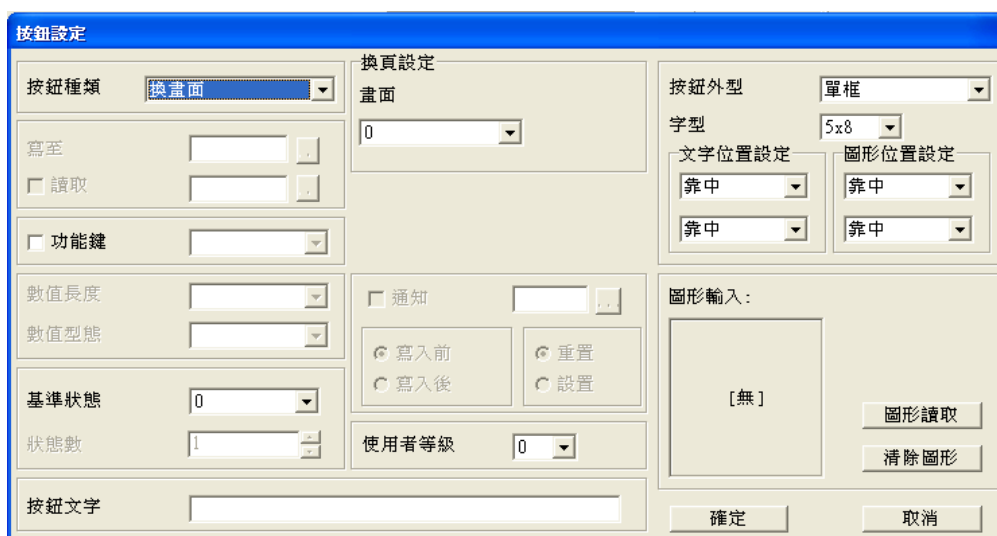 按鈕設定
按鈕種類 換畫面
寫至
讀取
功能鍵
數值長度
數值型態
基準狀態 0
狀態數 1
按鈕文字
換頁設定
畫面
0
通知 ...
寫入前 重置
寫入後 設置
使用者等級 0
按鈕外型 單框
字型 5x8
文字位置設定 圖形位置設定
靠中 靠中
靠中 靠中
圖形輸入:
[無]
圖形讀取
清除圖形
確定 取消